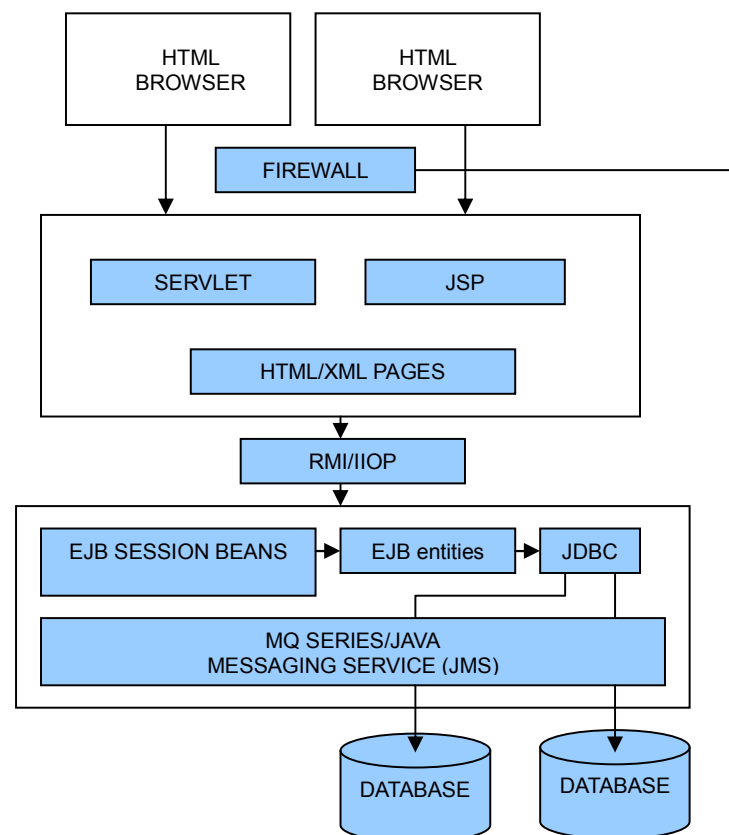 HTML
BROWSER
HTML
BROWSER
FIREWALL
SERVLET
JSP
HTML/XML PAGES
RMI/IIOP
EJB SESSION BEANS
EJB entities
JDBC
MQ SERIES/JAVA
MESSAGING SERVICE (JMS)
DATABASE
DATABASE